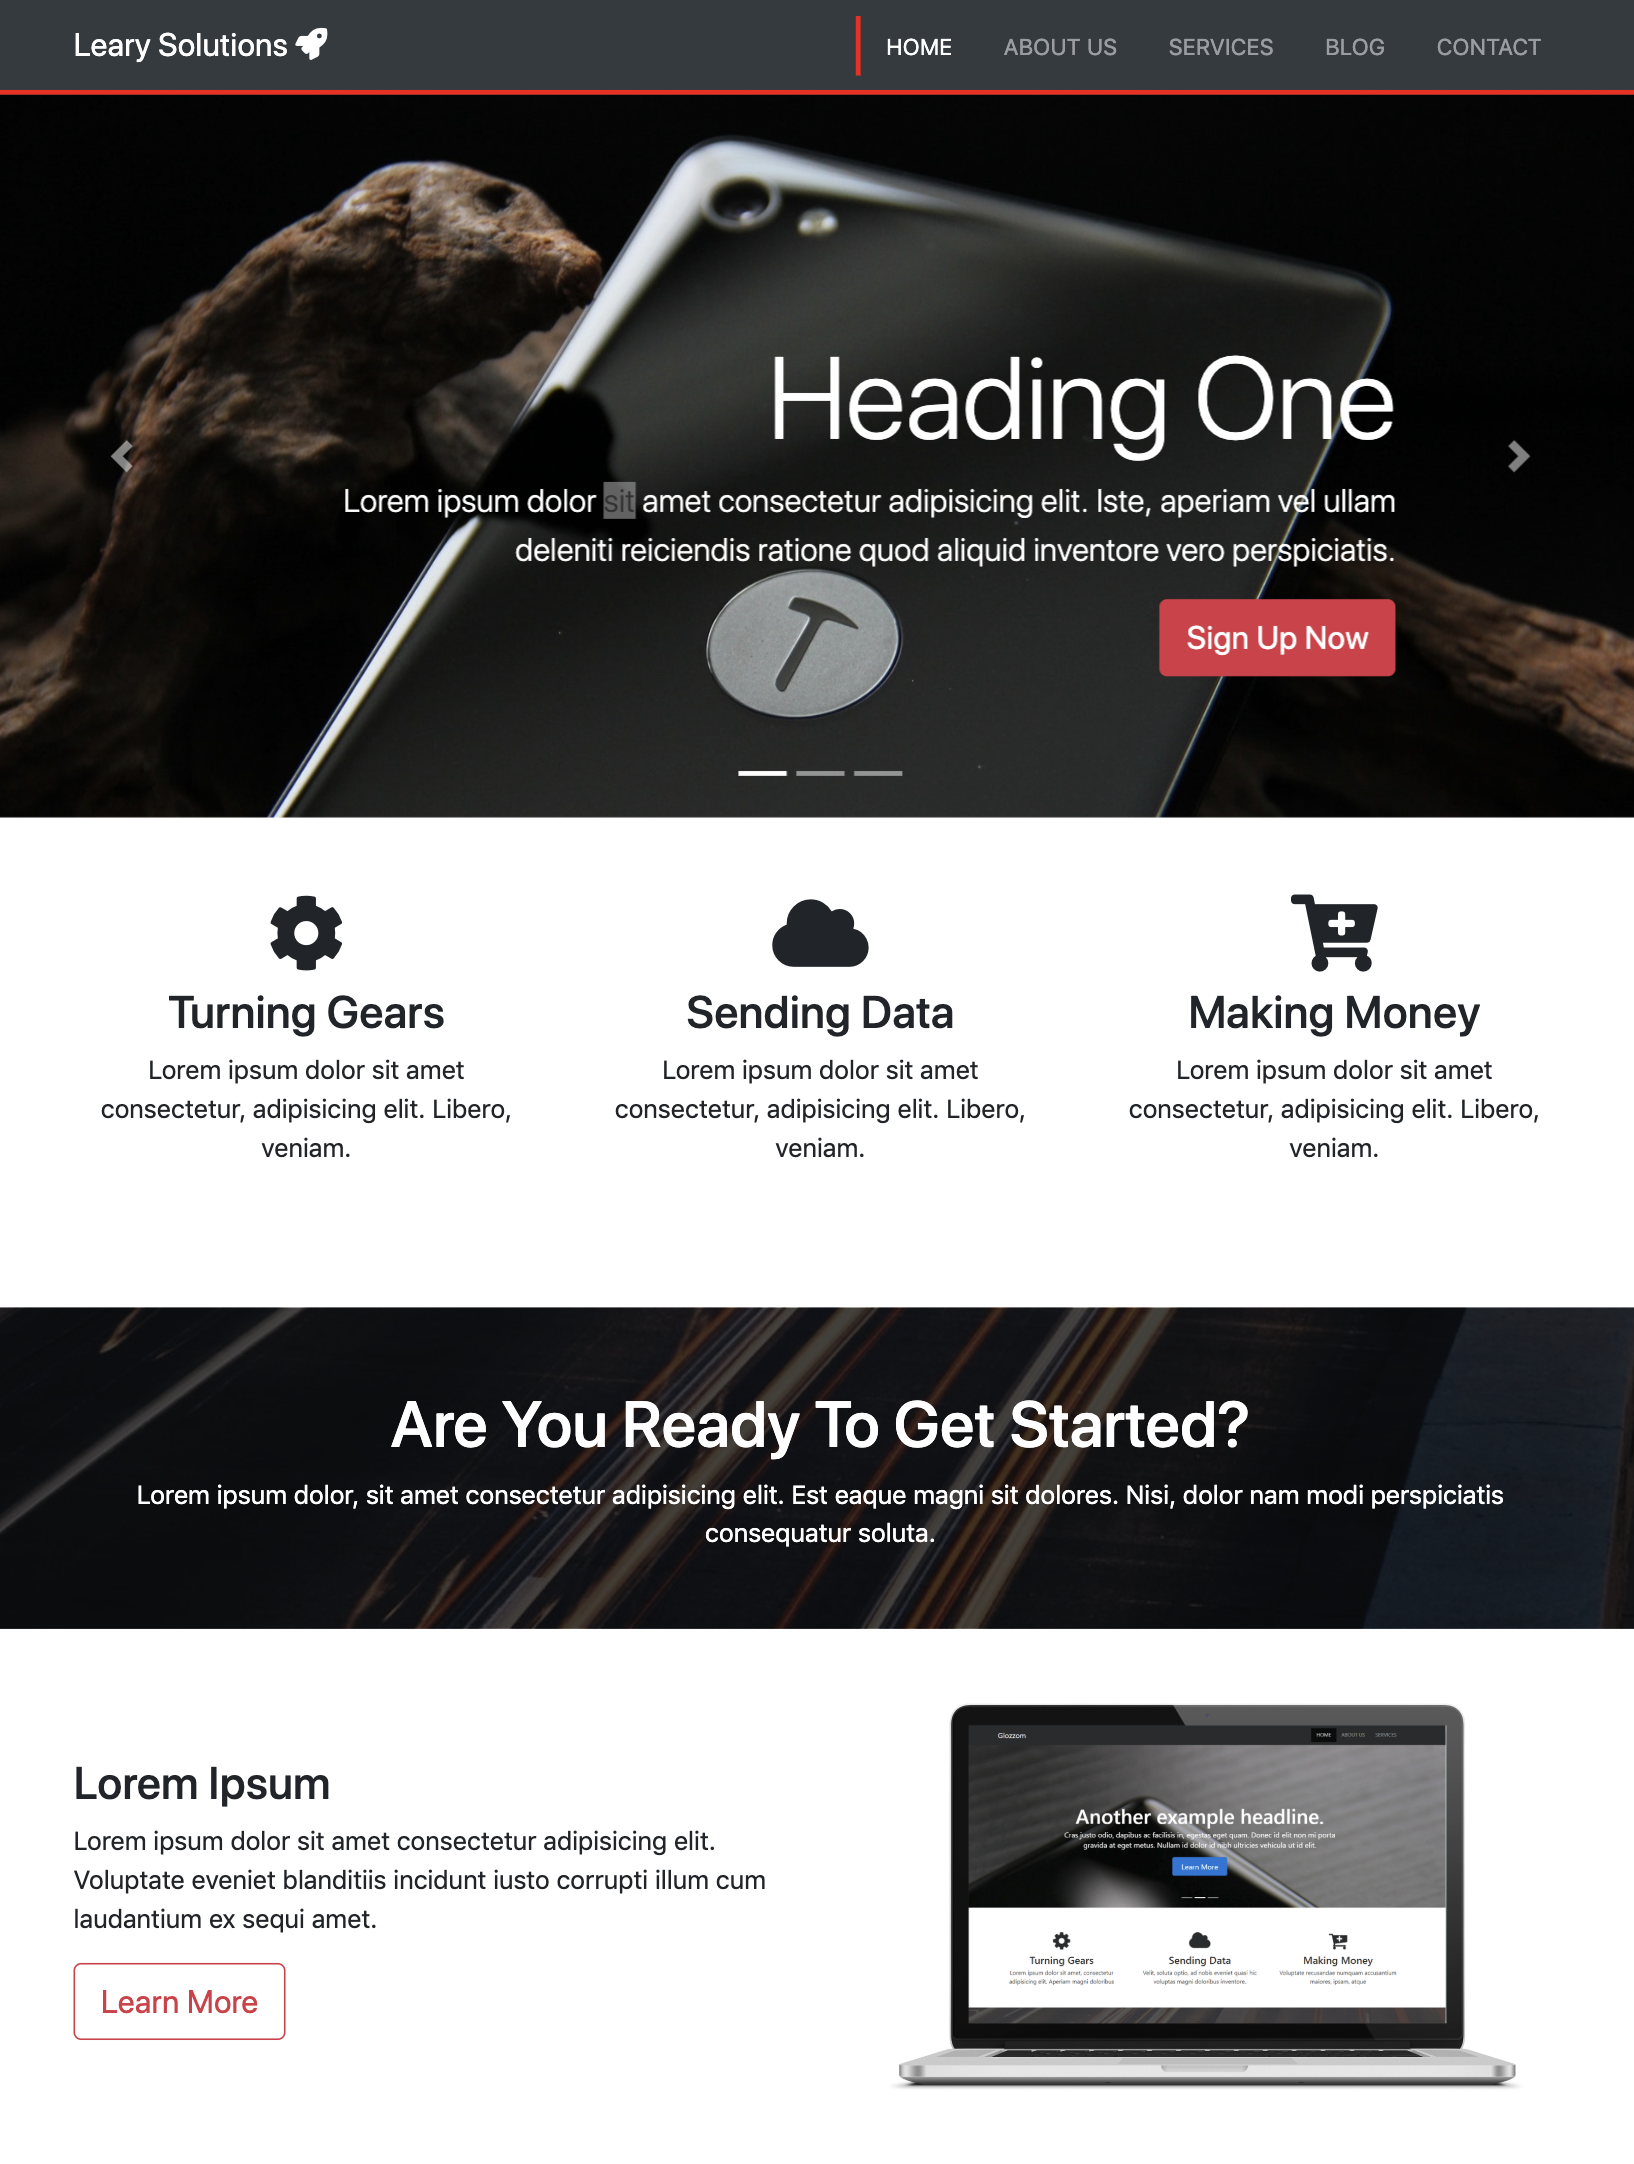 Leary Solutions
HOME ABOUT US SERVICES BLOG CONTACT
Heading One
Lorem ipsum dolor sit amet consectetur adipisicing elit. Iste, aperiam vel ullam
deleniti reiciendis ratione quod aliquid inventore vero perspiciatis.
Sign Up Now
Turning Gears
Lorem ipsum dolor sit amet
consectetur, adipisicing elit. Libero,
veniam.
Sending Data
Lorem ipsum dolor sit amet
consectetur, adipisicing elit. Libero,
veniam.
Making Money
Lorem ipsum dolor sit amet
consectetur, adipisicing elit. Libero,
veniam.
Are You Ready To Get Started?
Lorem ipsum dolor, sit amet consectetur adipisicing elit. Est eaque magni sit dolores. Nisi, dolor nam modi perspiciatis
consequatur soluta.
Lorem Ipsum
Lorem ipsum dolor sit amet consectetur adipisicing elit.
Voluptate eveniet blanditiis incidunt iusto corrupti illum cum
laudantium ex sequi amet.
Learn More
Glozzom
HOME ABOUT US SERVICES
Another example headline.
Cras justo odio, dapibus ac facilisis in, egestas eget quam. Donec id elit non mi porta
gravida at eget metus. Nullam id dolor id nibh ultricies vehicula ut id elit.
Learn More
Turning Gears
Lorem ipsum dolor sit amet, consectetur
adipisicing elit. Aperiam magni doloribus
Sending Data
Velit, soluta optio, ad nobis eveniet quasi hic
voluptas magni doloribus inventore.
Making Money
Voluptate recusandae numquam accusantium
maiores, ipsam, atque